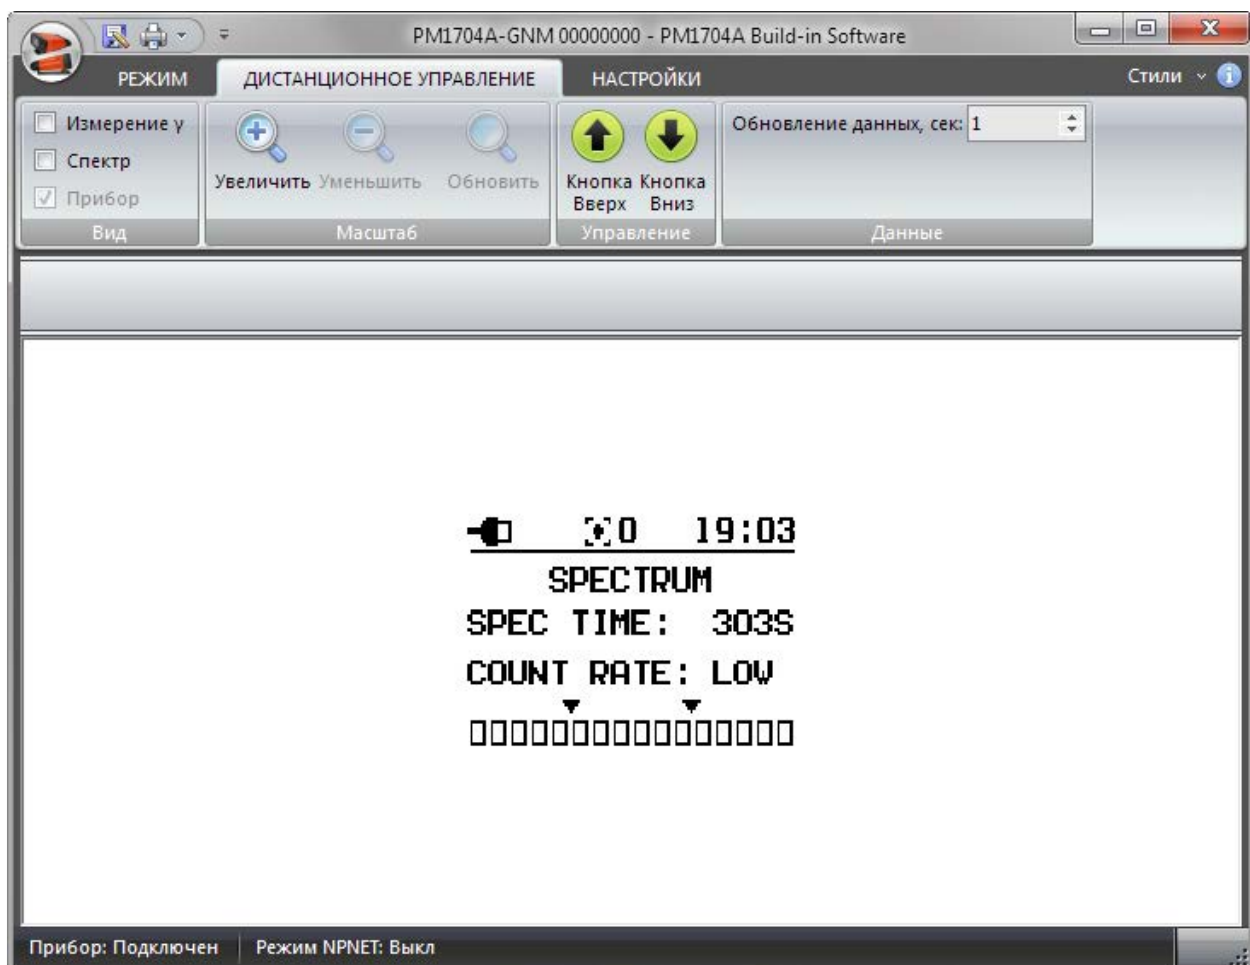 PM1704A-GNM 00000000 - PM1704A Build-in Software
РЕЖИМ ДИСТАНЦИОННОЕ УПРАВЛЕНИЕ НАСТРОЙКИ Стили
Измерение γ
Спектр
Прибор
Вид
Увеличить Уменьшить Обновить
Масштаб
Кнопка Кнопка
Вверх Вниз
Управление
Обновление данных, сек: 1
Данные
0 19:03
SPECTRUM
SPEC TIME: 303S
COUNT RATE: LOW
Прибор: Подключен Режим NPNET: Выкл